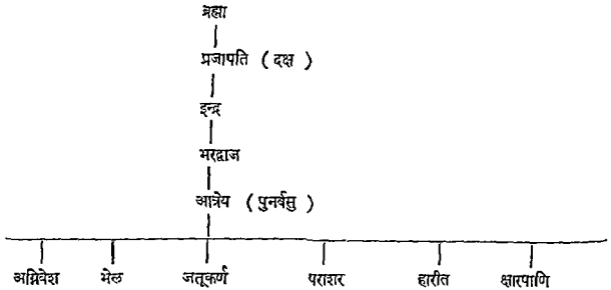 ब्रह्मा
प्रजापति ( दक्ष )
इन्द्र
भरद्वाज
आत्रेय ( पुनर्वसु )
अग्निवेश भेल जतूकर्ण पराशर हारीत क्षारपाणि